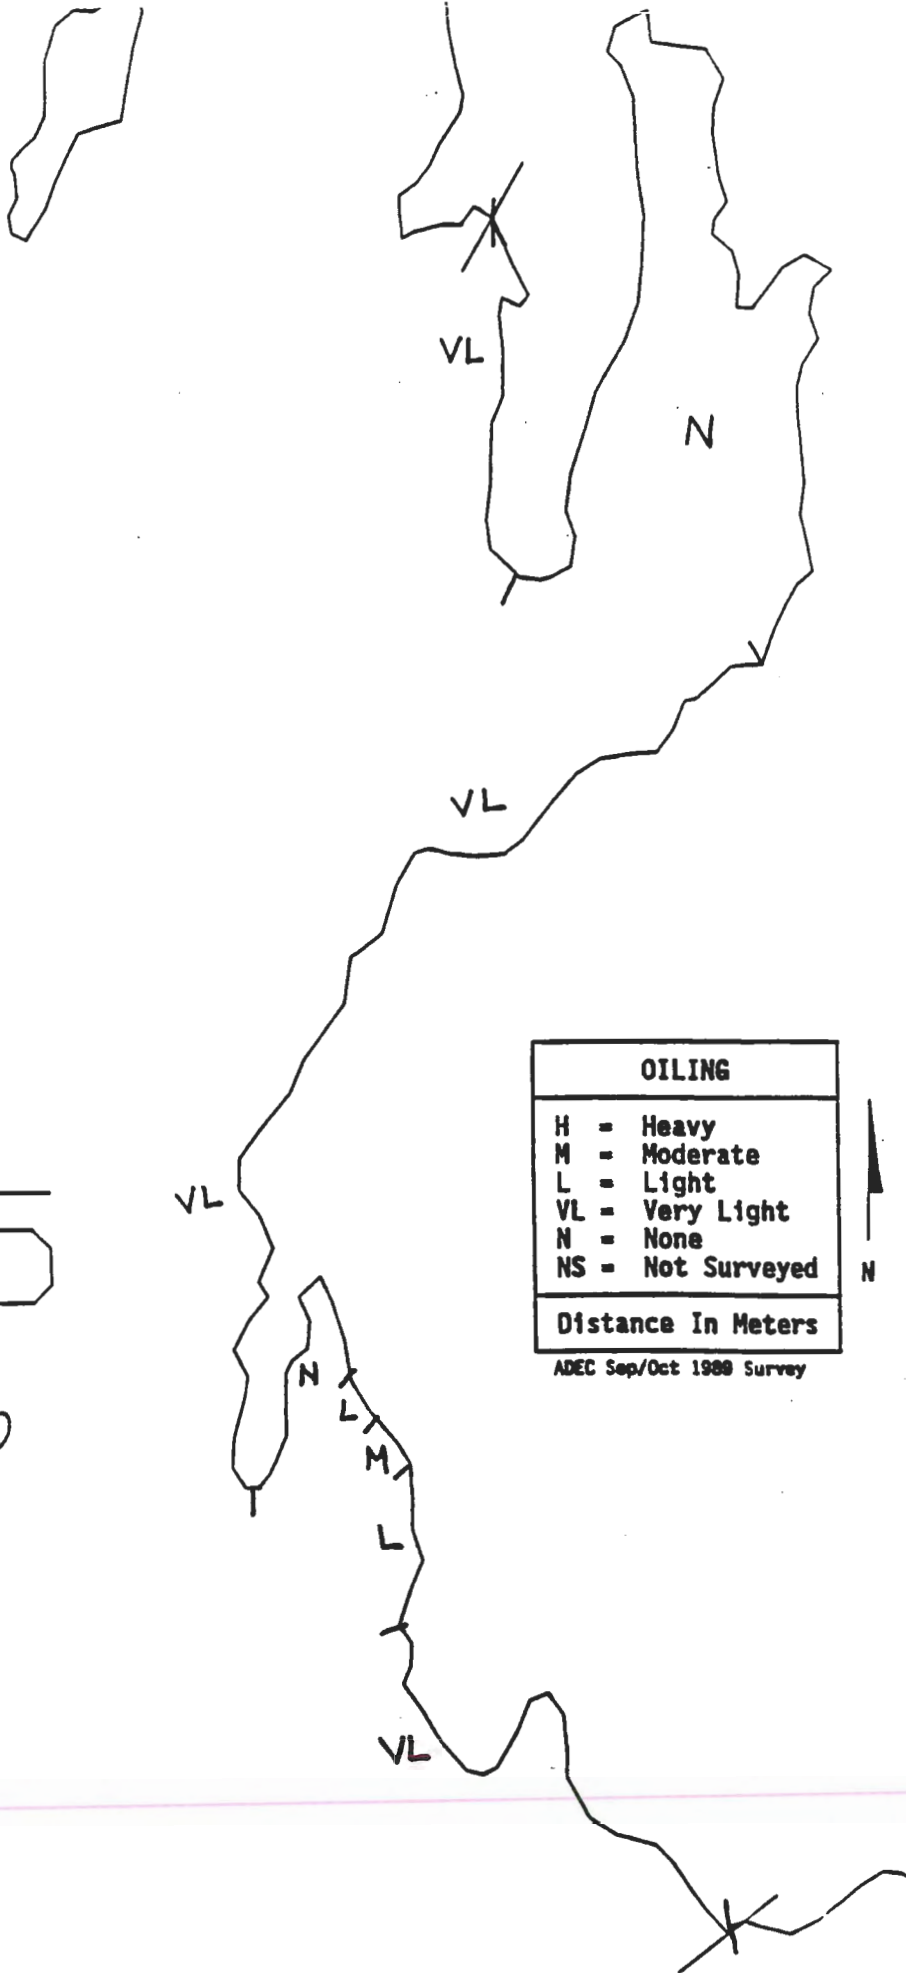 VL
N
VL
OILING
H = Heavy
M = Moderate
L = Light
VL = Very Light
N = None
NS = Not Surveyed
Distance In Meters
ADEC Sep/Oct 1989 Survey
N
VL
N
L
M
L
VL